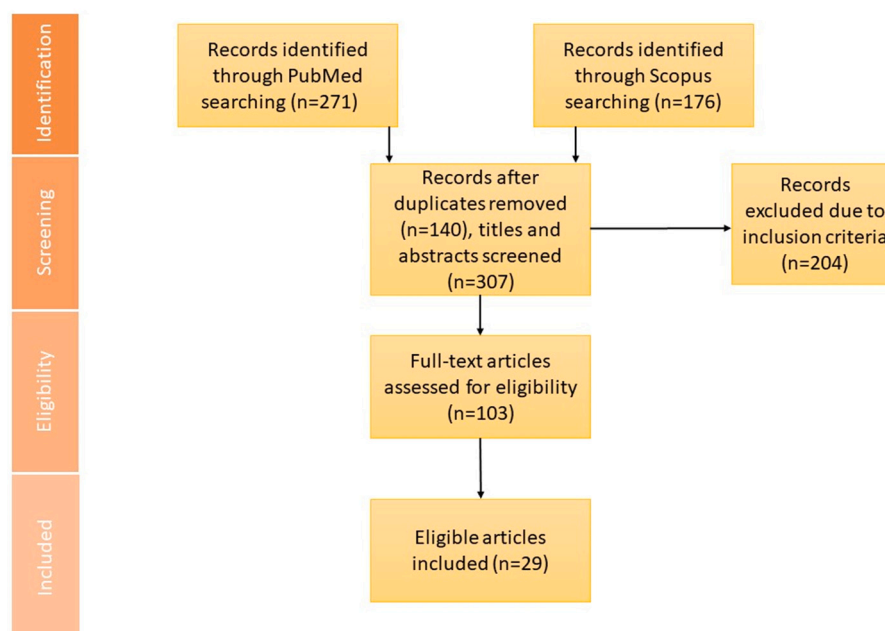 Identification
Records identified
through PubMed
searching (n=271)
Records identified
through Scopus
searching (n=176)
Screening
Records after
duplicates removed
(n=140), titles and
abstracts screened
(n=307)
Records
excluded due to
inclusion criteria
(n=204)
Eligibility
Full-text articles
assessed for eligibility
(n=103)
Included
Eligible articles
included (n=29)